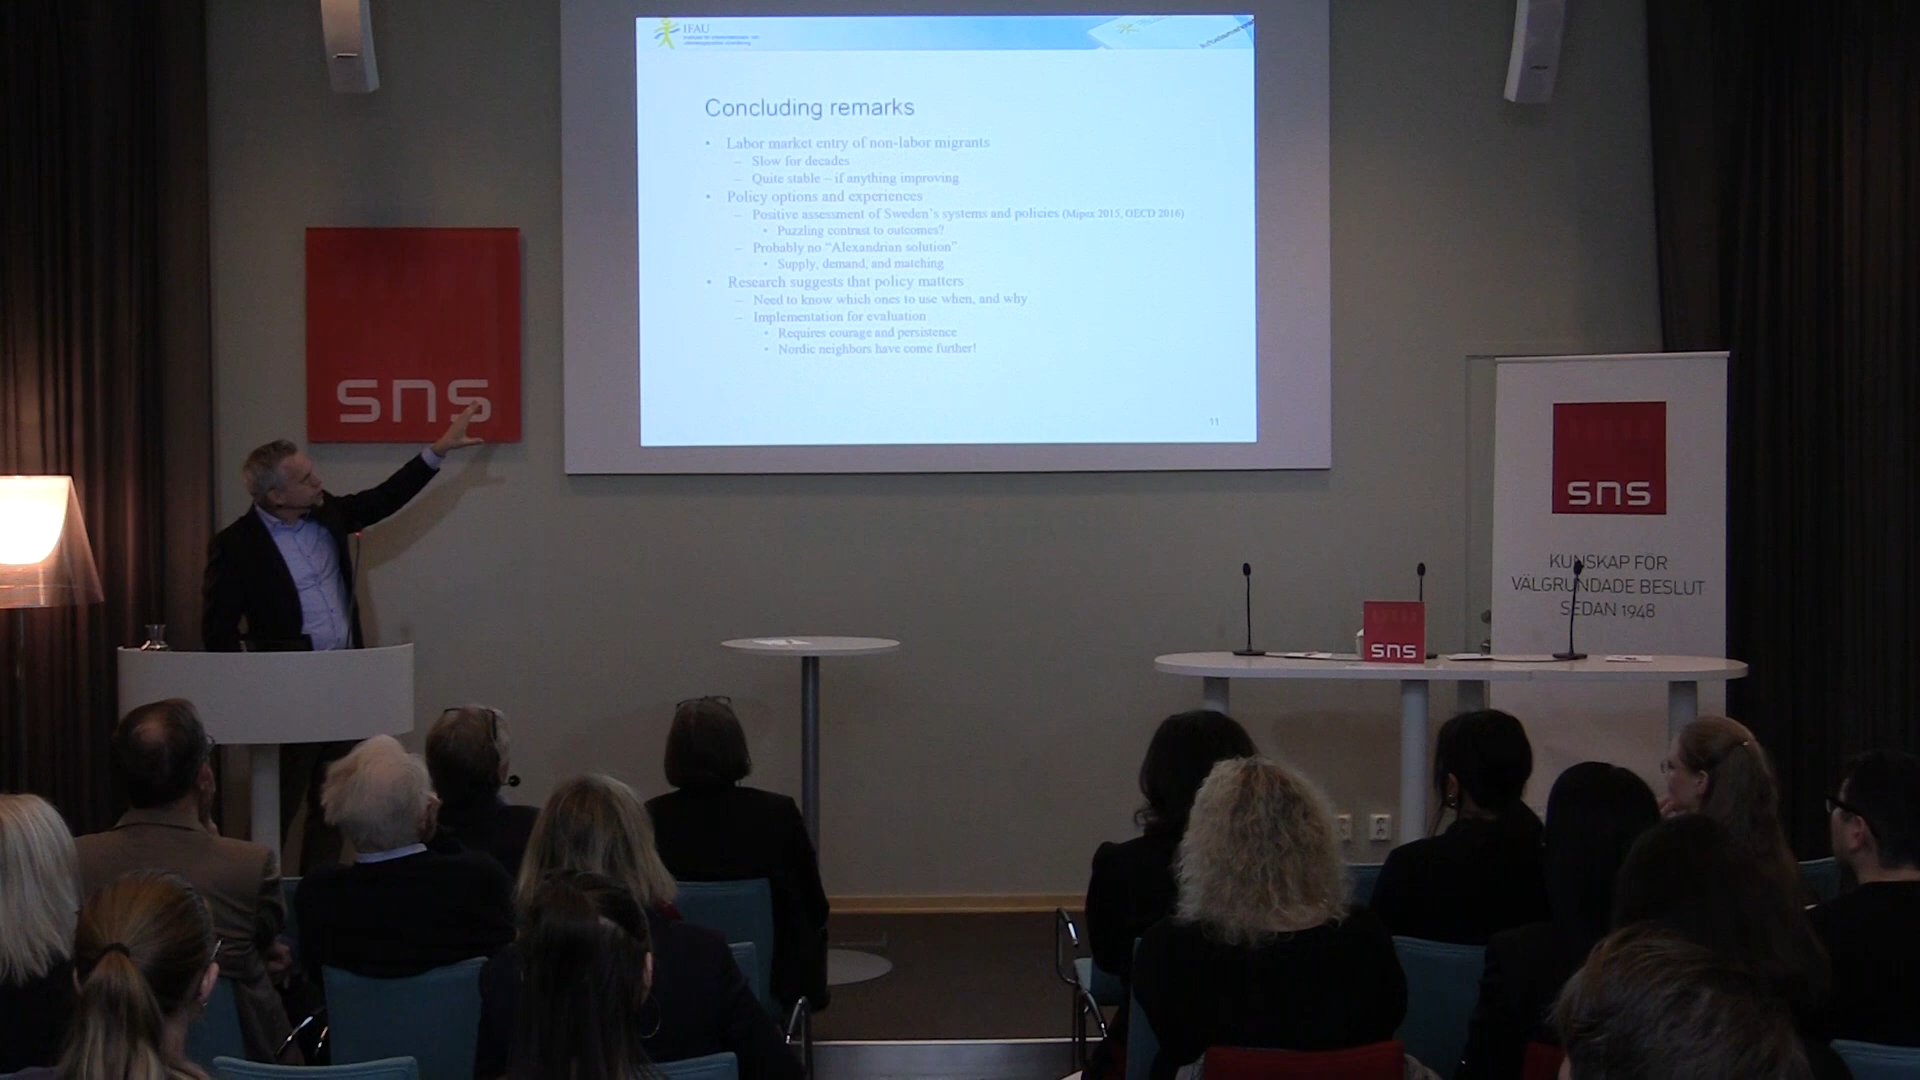 IFAU
Concluding remarks
• Labor market entry of non-labor migrants
– Slow for decades
– Quite stable – if anything improving
• Policy options and experiences
– Positive assessment of Sweden's systems and policies (Mipex 2015, OECD 2016)
• Puzzling contrast to outcomes?
– Probably no "Alexandrian solution"
• Supply, demand, and matching
• Research suggests that policy matters
– Need to know which ones to use when, and why
– Implementation for evaluation
• Requires courage and persistence
• Nordic neighbors have come further!
11
sns
sns
KUNSKAP FÖR
VÄLGRUNDADE BESLUT
SEDAN 1948
sns